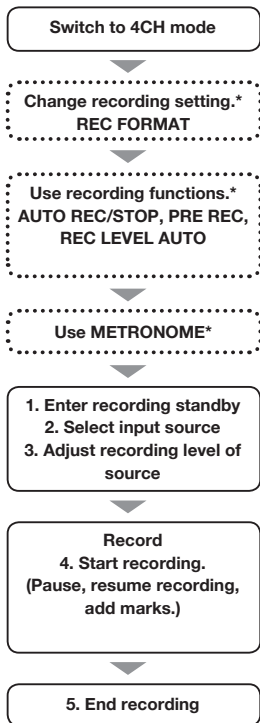 Switch to 4CH mode
Change recording setting.*
REC FORMAT
Use recording functions.*
AUTO REC/STOP, PRE REC,
REC LEVEL AUTO
Use METRONOME*
1. Enter recording standby
2. Select input source
3. Adjust recording level of
source
Record
4. Start recording.
(Pause, resume recording,
add marks.)
5. End recording